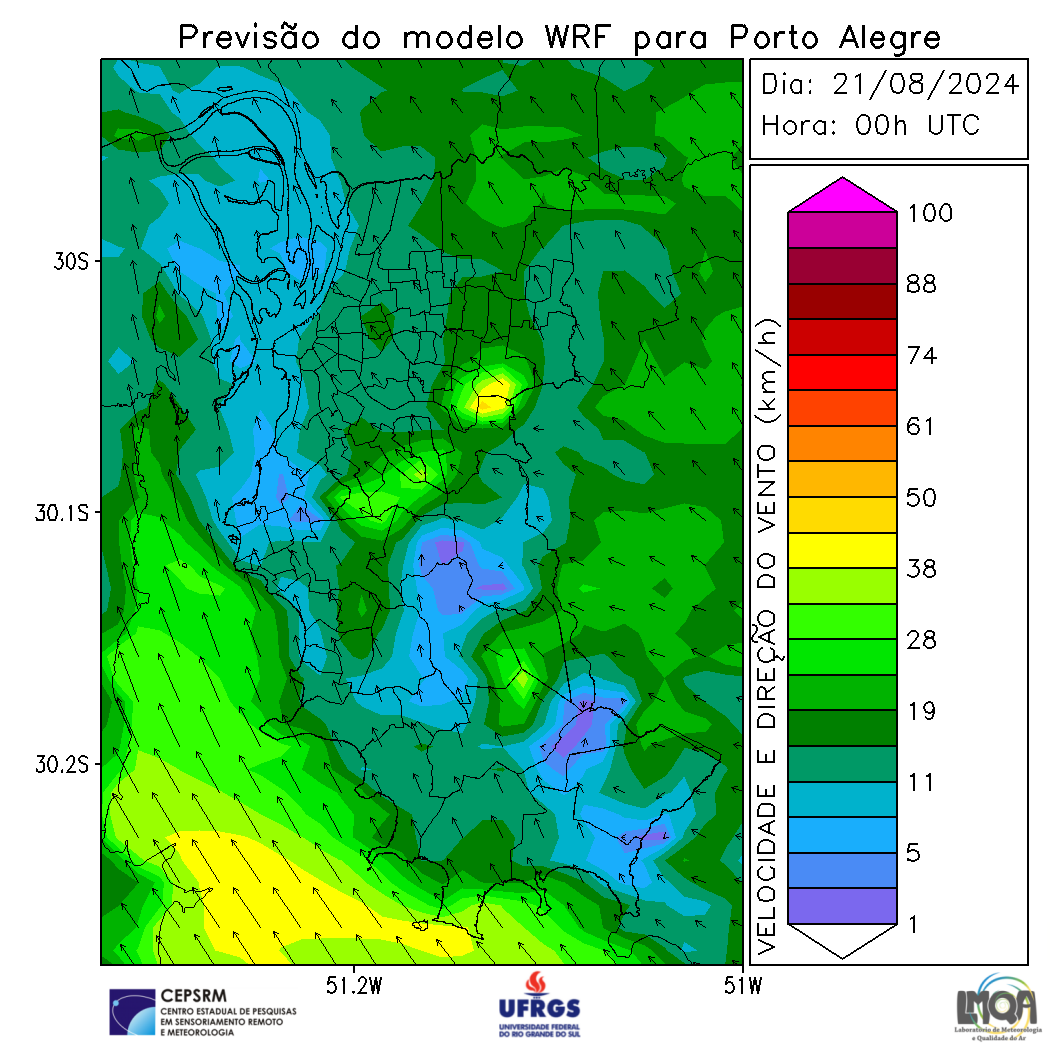 Previsão do modelo WRF para Porto Alegre
Dia: 21/08/2024
Hora: 00h UTC
30S
30.1S
30.2S
51.2W
51W
VELOCIDADE E DIREÇÃO DO VENTO (km/h)
100
88
74
61
50
38
28
19
11
5
1
CEPSRM
CENTRO ESTADUAL DE PESQUISAS
EM SENSORIAMENTO REMOTO
E METEOROLOGIA
UFRGS
UNIVERSIDADE FEDERAL
DO RIO GRANDE DO SUL
LMQA
Laboratório de Meteorologia
e Qualidade do Ar